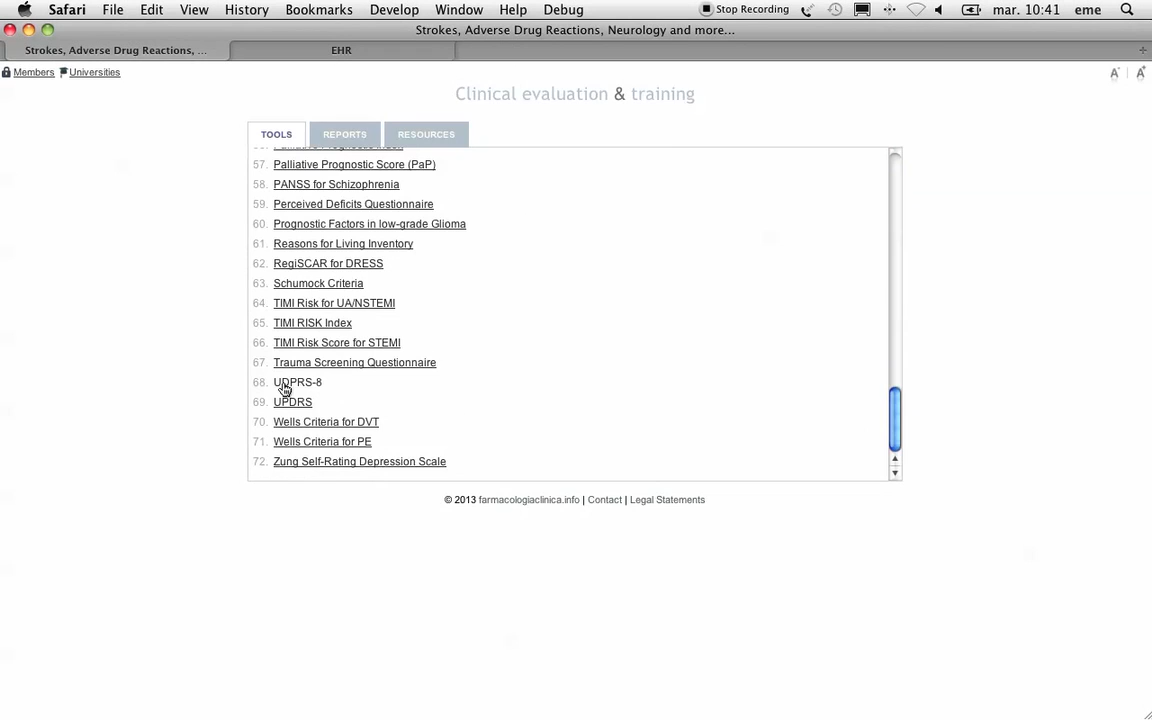 Safari File Edit View History Bookmarks Develop Window Help Debug Stop Recording mar. 10:41 eme
Strokes, Adverse Drug Reactions, Neurology and more...
Strokes, Adverse Drug Reactions, ... EHR
Members Universities A A
Clinical evaluation & training
TOOLS REPORTS RESOURCES
57. Palliative Prognostic Score (PaP)
58. PANSS for Schizophrenia
59. Perceived Deficits Questionnaire
60. Prognostic Factors in low-grade Glioma
61. Reasons for Living Inventory
62. RegiSCAR for DRESS
63. Schumock Criteria
64. TIMI Risk for UA/NSTEMI
65. TIMI RISK Index
66. TIMI Risk Score for STEMI
67. Trauma Screening Questionnaire
68. UDPRS-8
69. UPDRS
70. Wells Criteria for DVT
71. Wells Criteria for PE
72. Zung Self-Rating Depression Scale
© 2013 farmacologiaclinica.info | Contact | Legal Statements